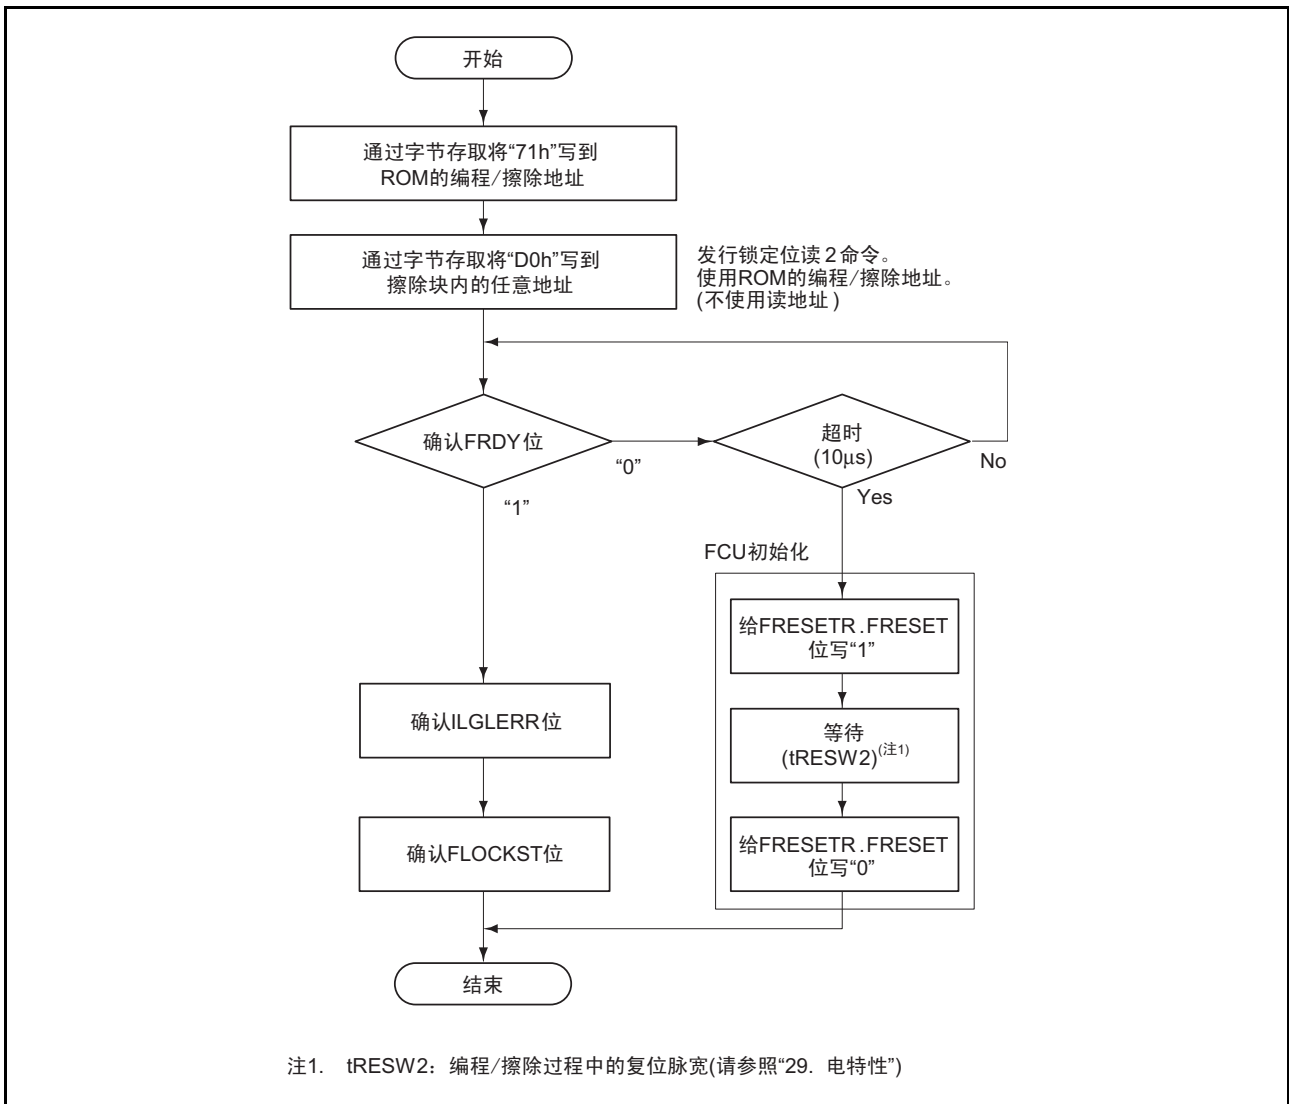 开始
通过字节存取将“71h”写到
ROM的编程/擦除地址
通过字节存取将“D0h”写到
擦除块内的任意地址
发行锁定位读2命令。
使用ROM的编程/擦除地址。
(不使用读地址)
确认FRDY位
“0”
“1”
超时
(10μs)
No
Yes
FCU初始化
给FRESETR.FRESET
位写“1”
等待
(tRESW2)(注1)
给FRESETR.FRESET
位写“0”
确认ILGLERR位
确认FLOCKST位
结束
注1. tRESW2：编程/擦除过程中的复位脉宽(请参照“29. 电特性”)